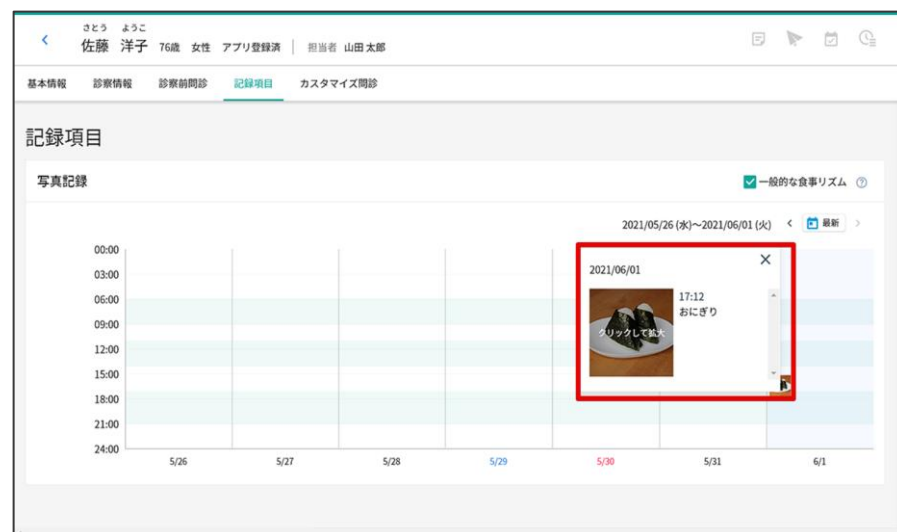 さとう ようこ
佐藤 洋子 76歳 女性 アプリ登録済 | 担当者 山田 太郎
基本情報 診察情報 診察前問診 記録項目 カスタマイズ問診
記録項目
写真記録 一般的な食事リズム ?
2021/05/26 (水)～2021/06/01 (火) < 最新 >
00:00
03:00
06:00
09:00
12:00
15:00
18:00
21:00
24:00
2021/06/01 ×
17:12
おにぎり
クリックして拡大
5/26 5/27 5/28 5/29 5/30 5/31 6/1